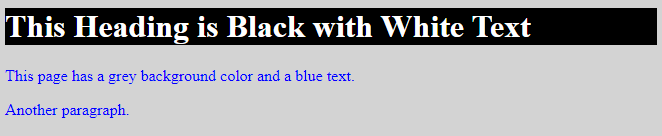 This Heading is Black with White Text
This page has a grey background color and a blue text.
Another paragraph.